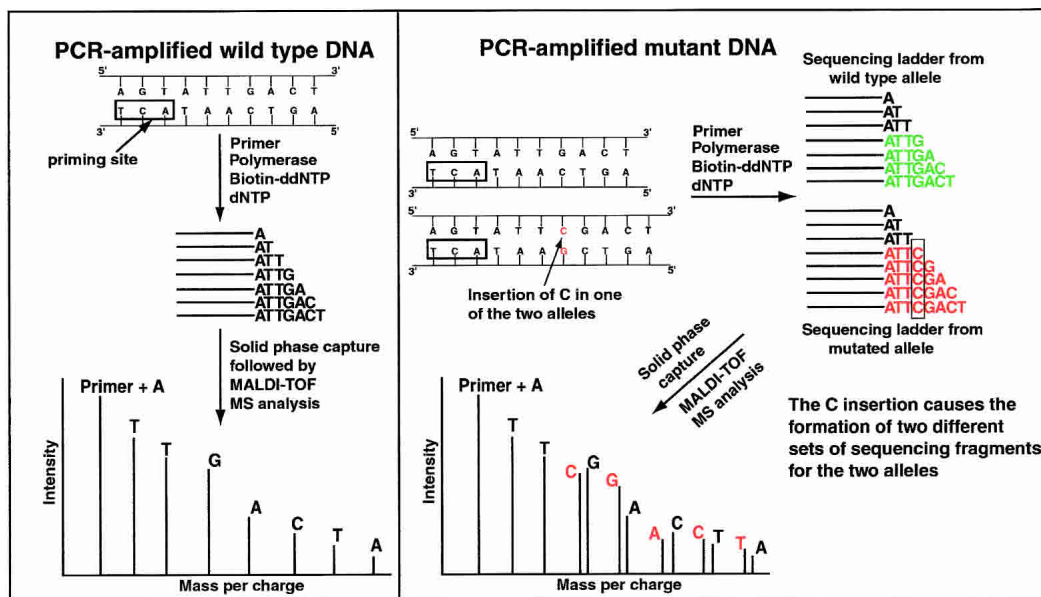 PCR-amplified wild type DNA
5' 3'
A G T A T T G A C T
T C A T A A C T G A
3' 5'
priming site
Primer
Polymerase
Biotin-ddNTP
dNTP
A
AT
ATT
ATTG
ATTGA
ATTGAC
ATTGACT
Solid phase capture
followed by
MALDI-TOF
MS analysis
Primer + A
T
T
G
A
C
T
A
Intensity
Mass per charge
PCR-amplified mutant DNA
5' 3'
A G T A T T G A C T
T C A T A A C T G A
3' 5'
5' 3'
A G T A T T C G A C T
T C A T A A G C T G A
3' 5'
Insertion of C in one
of the two alleles
Primer
Polymerase
Biotin-ddNTP
dNTP
Sequencing ladder from
wild type allele
A
AT
ATT
ATTG
ATTGA
ATTGAC
ATTGACT
A
AT
ATT
ATTC
ATTCG
ATTCGA
ATTCGAC
ATTCGACT
Sequencing ladder from
mutated allele
Solid phase
capture
MALDI-TOF
MS analysis
The C insertion causes the
formation of two different
sets of sequencing fragments
for the two alleles
Primer + A
T
T
C G
G
A
A C
C T
T A
Intensity
Mass per charge